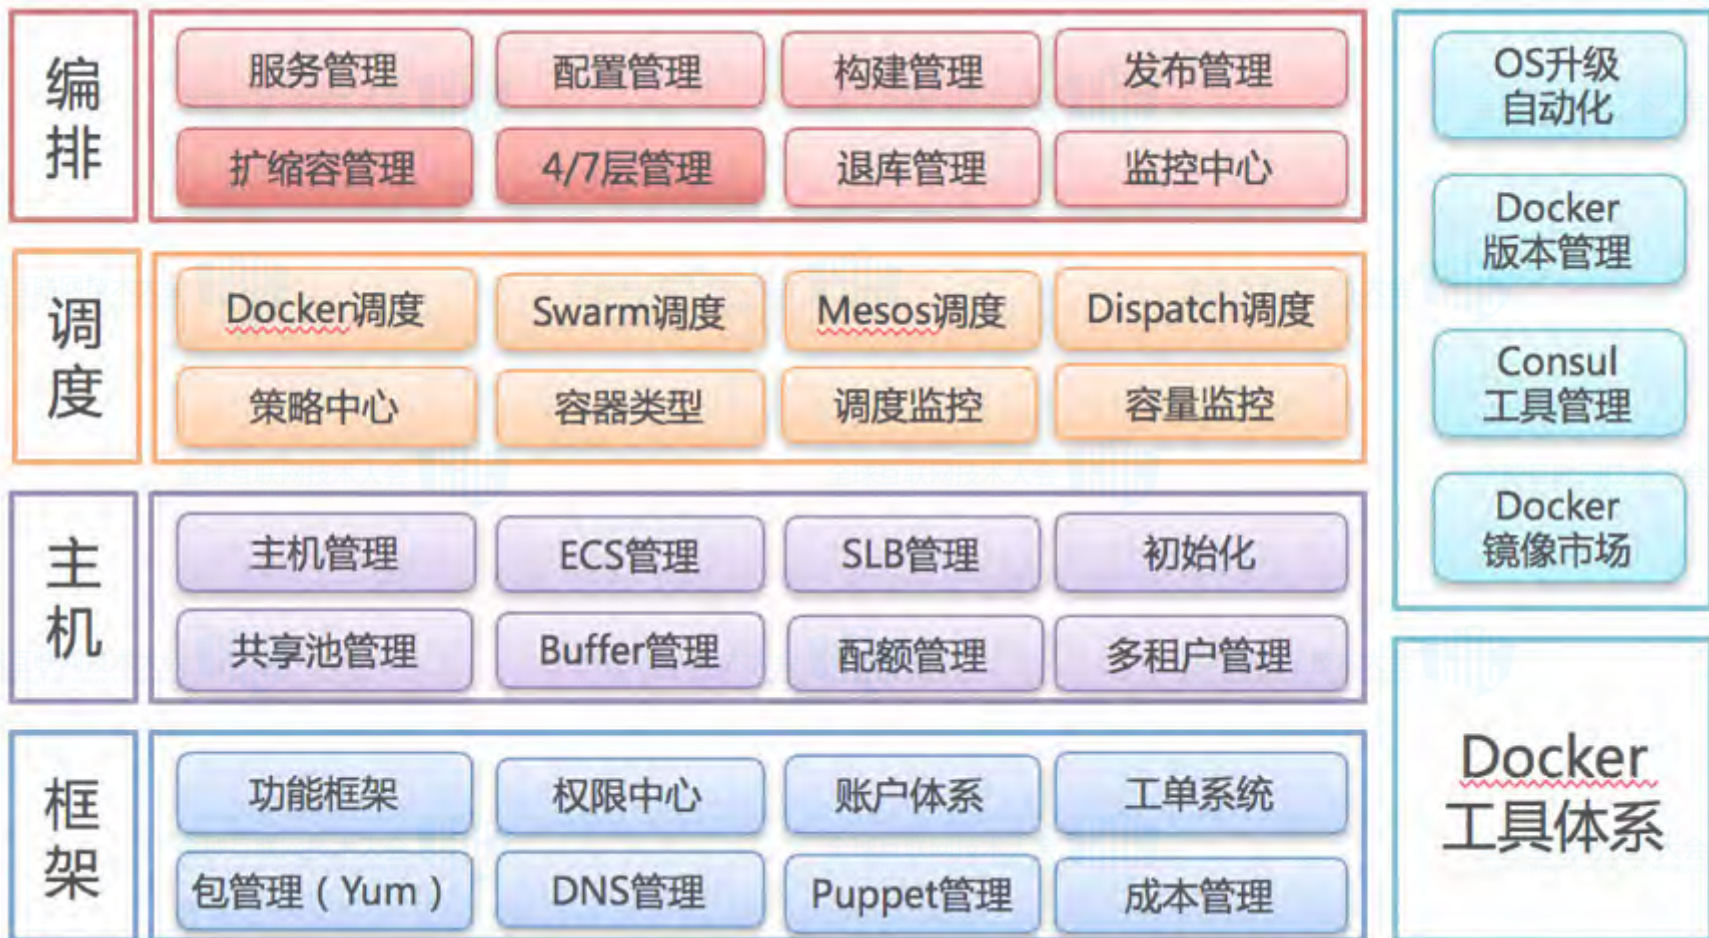 编
排
服务管理
配置管理
构建管理
发布管理
扩缩容管理
4/7层管理
退库管理
监控中心
调
度
Docker调度
Swarm调度
Mesos调度
Dispatch调度
策略中心
容器类型
调度监控
容量监控
主
机
主机管理
ECS管理
SLB管理
初始化
共享池管理
Buffer管理
配额管理
多租户管理
框
架
功能框架
权限中心
账户体系
工单系统
包管理（Yum）
DNS管理
Puppet管理
成本管理
OS升级
自动化
Docker
版本管理
Consul
工具管理
Docker
镜像市场
Docker
工具体系